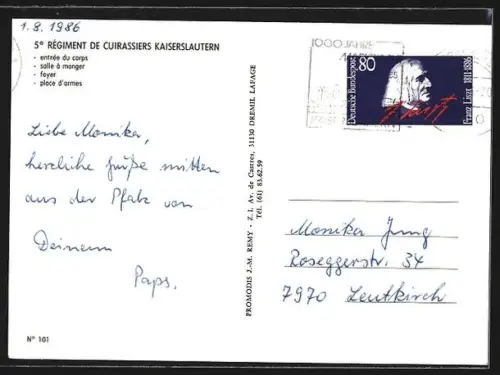 1.8.1986
5e RÉGIMENT DE CUIRASSIERS KAISERSLAUTERN
- entrée du corps
- salle à manger
- foyer
- place d'armes
1000 JAHRE
Deutsche Bundespost 80
Franz Liszt 1811-1886
Liebe Monika,
herzliche Grüße mitten
aus der Pfalz von
Deinem
Paps.
PROMODIS J.-M. REMY - Z.I. Av. de Castres, 31130 DREMIL LAFAGE
Tél. (61) 83.62.59
Monika Jung
Roseggerstr. 34
7970 Leutkirch
N° 101